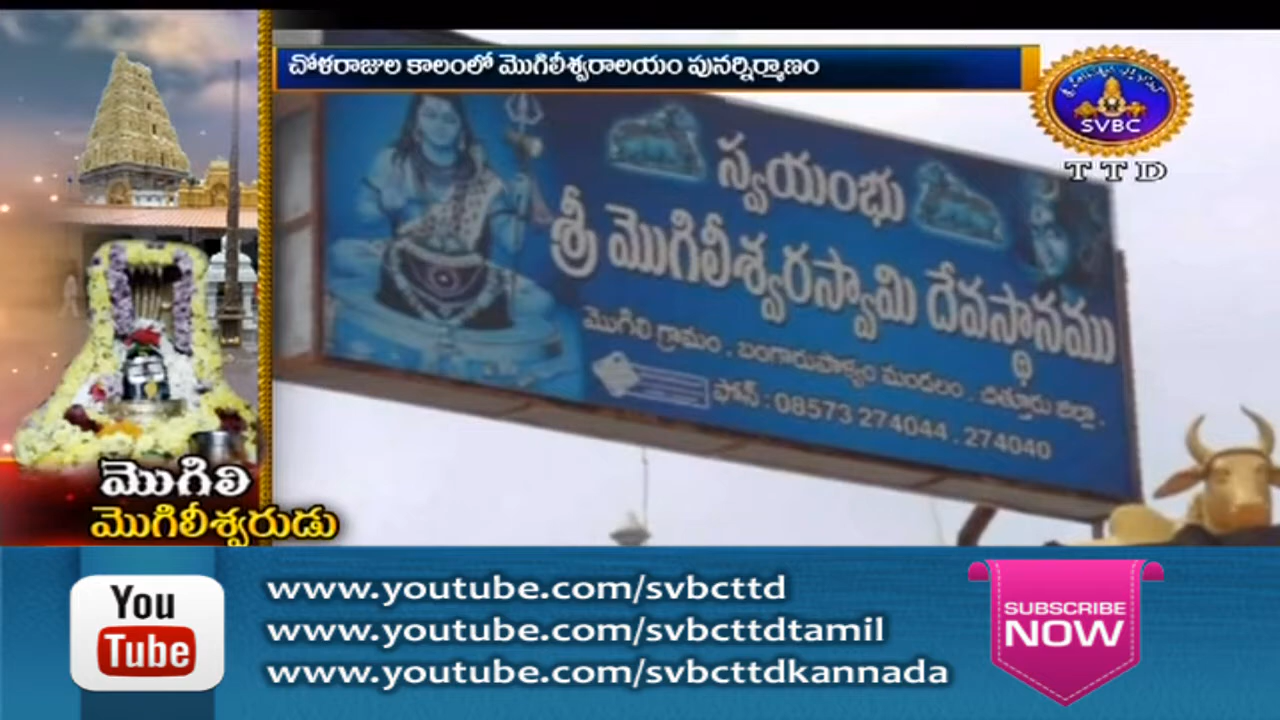 చోళరాజుల కాలంలో మొగిలీశ్వరాలయం పునర్నిర్మాణం
SVBC
TTD
స్వయంభు
శ్రీ మొగిలీశ్వరస్వామి దేవస్థానము
మొగిలి గ్రామం, బంగారుపాళ్యం మండలం, చిత్తూరు జిల్లా.
ఫోన్ : 08573 274044, 274040
మొగిలి
మొగిలీశ్వరుడు
You
Tube
www.youtube.com/svbcttd
www.youtube.com/svbcttdtamil
www.youtube.com/svbcttdkannada
SUBSCRIBE
NOW